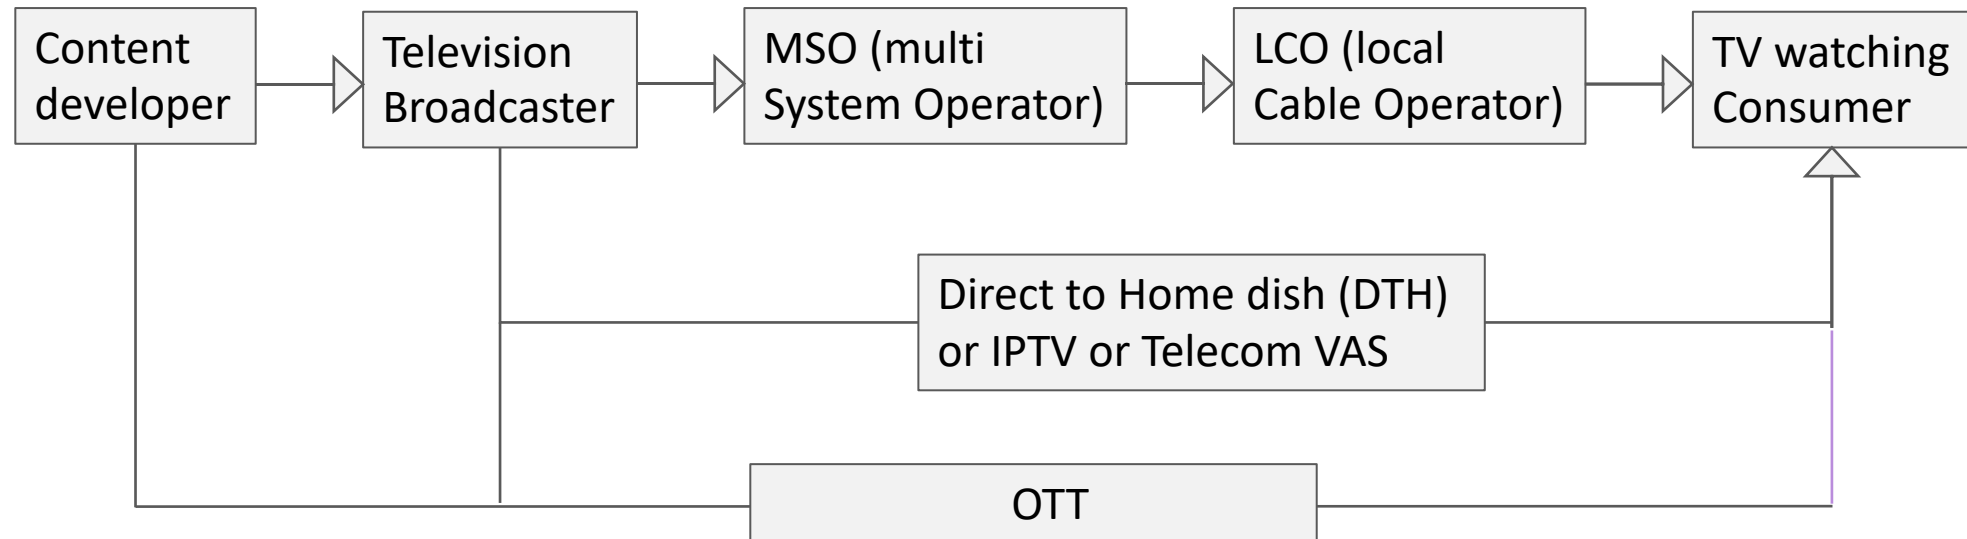 Content
developer
Television
Broadcaster
MSO (multi
System Operator)
LCO (local
Cable Operator)
TV watching
Consumer
Direct to Home dish (DTH)
or IPTV or Telecom VAS
OTT